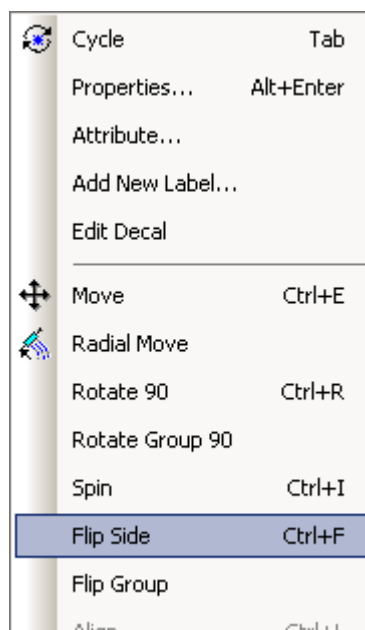 Cycle Tab
Properties... Alt+Enter
Attribute...
Add New Label...
Edit Decal
Move Ctrl+E
Radial Move
Rotate 90 Ctrl+R
Rotate Group 90
Spin Ctrl+I
Flip Side Ctrl+F
Flip Group